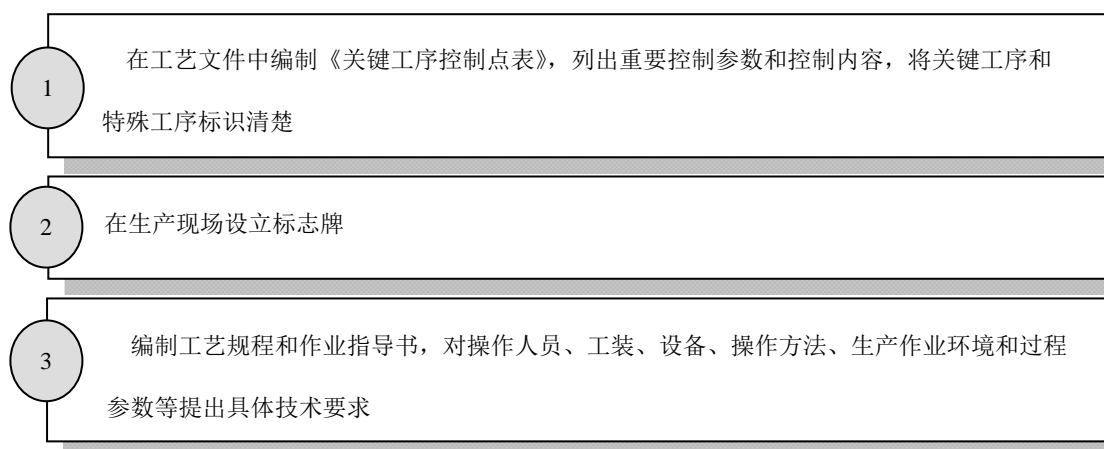 1
在工艺文件中编制《关键工序控制点表》，列出重要控制参数和控制内容，将关键工序和
特殊工序标识清楚
2
在生产现场设立标志牌
3
编制工艺规程和作业指导书，对操作人员、工装、设备、操作方法、生产作业环境和过程
参数等提出具体技术要求